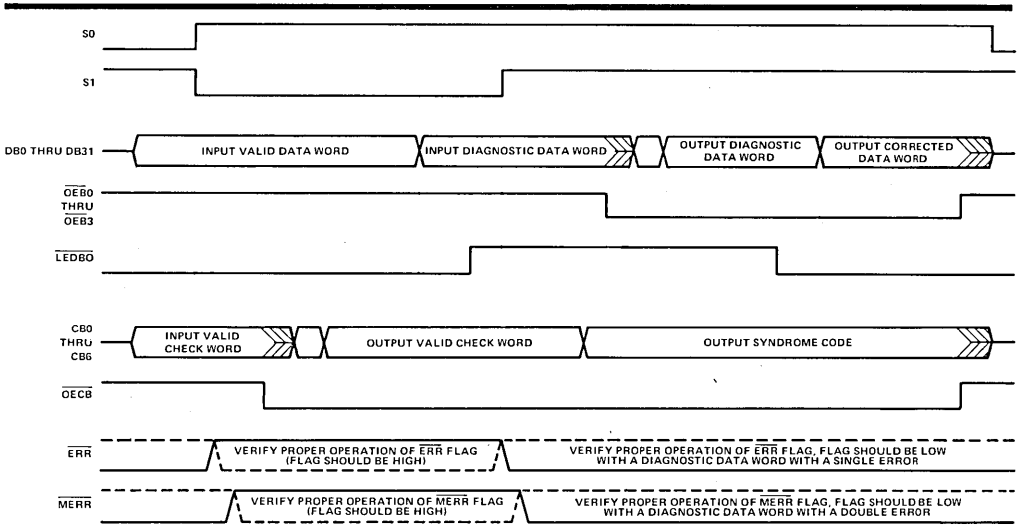 S0
S1
DB0 THRU DB31
INPUT VALID DATA WORD
INPUT DIAGNOSTIC DATA WORD
OUTPUT DIAGNOSTIC
DATA WORD
OUTPUT CORRECTED
DATA WORD
OEB0
THRU
OEB3
LEDBO
CB0
THRU
CB6
INPUT VALID
CHECK WORD
OUTPUT VALID CHECK WORD
OUTPUT SYNDROME CODE
OECB
ERR
VERIFY PROPER OPERATION OF ERR FLAG
(FLAG SHOULD BE HIGH)
VERIFY PROPER OPERATION OF ERR FLAG, FLAG SHOULD BE LOW
WITH A DIAGNOSTIC DATA WORD WITH A SINGLE ERROR
MERR
VERIFY PROPER OPERATION OF MERR FLAG
(FLAG SHOULD BE HIGH)
VERIFY PROPER OPERATION OF MERR FLAG, FLAG SHOULD BE LOW
WITH A DIAGNOSTIC DATA WORD WITH A DOUBLE ERROR